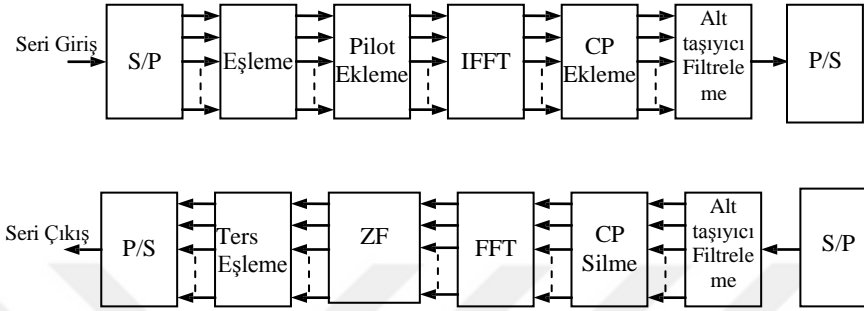 Seri Giriş
S/P
Eşleme
Pilot
Ekleme
IFFT
CP
Ekleme
Alt
taşıyıcı
Filtrele
me
P/S
Seri Çıkış
P/S
Ters
Eşleme
ZF
FFT
CP
Silme
Alt
taşıyıcı
Filtrele
me
S/P